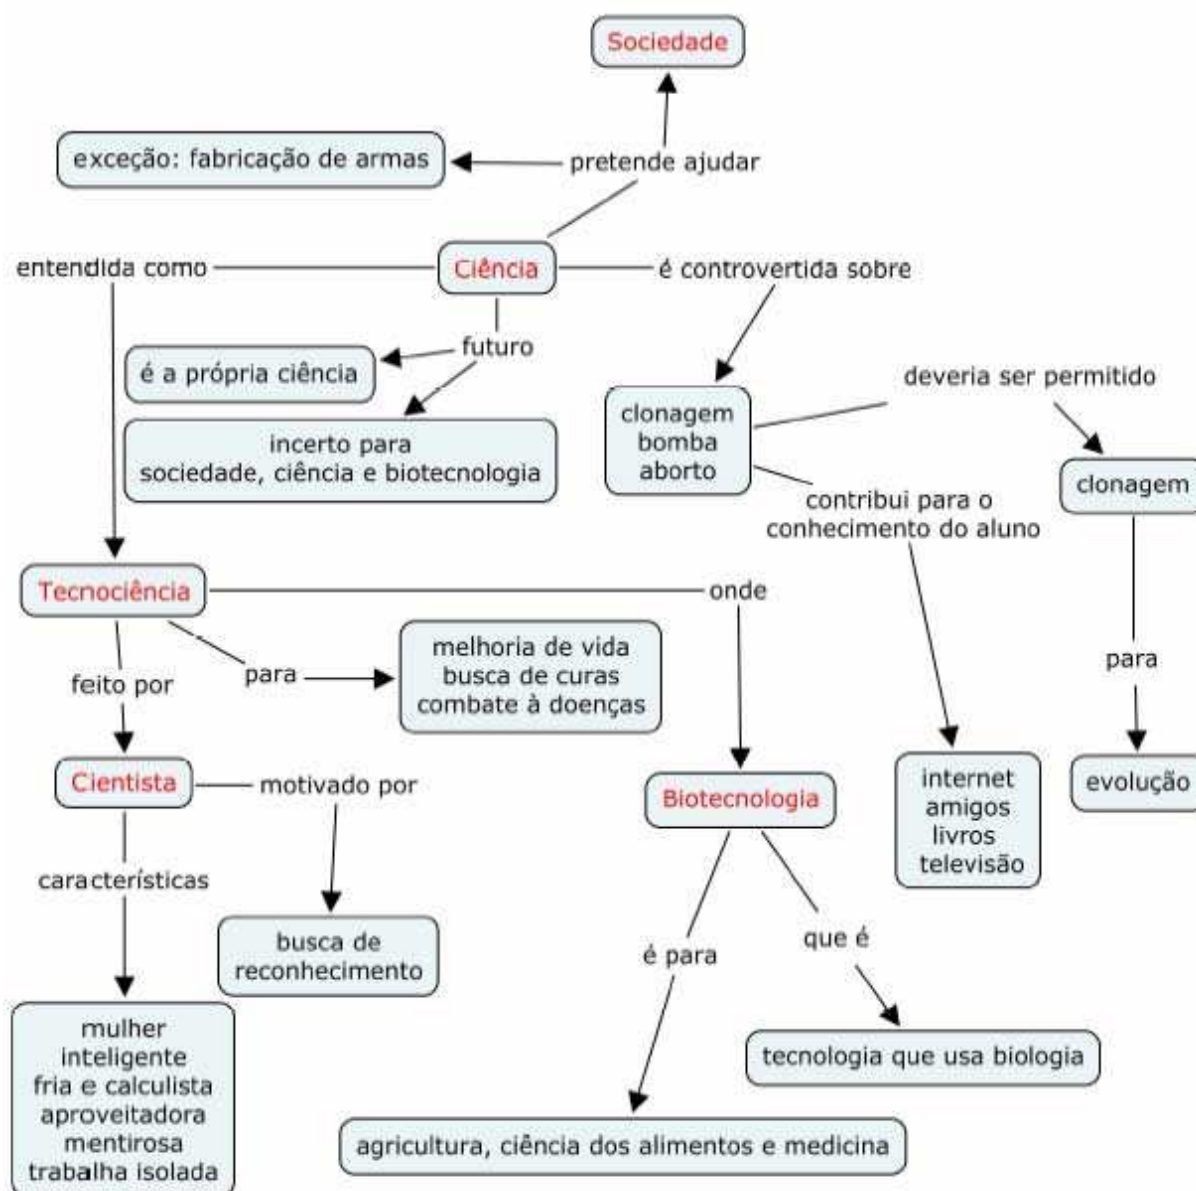 Sociedade
exceção: fabricação de armas
pretende ajudar
entendida como
Ciência
é controvertida sobre
futuro
é a própria ciência
incerto para
sociedade, ciência e biotecnologia
clonagem
bomba
aborto
deveria ser permitido
clonagem
contribui para o
conhecimento do aluno
Tecnociência
onde
melhoria de vida
busca de curas
combate à doenças
para
feito por
para
Cientista
motivado por
Biotecnologia
internet
amigos
livros
televisão
evolução
características
busca de
reconhecimento
é para
que é
mulher
inteligente
fria e calculista
aproveitadora
mentirosa
trabalha isolada
tecnologia que usa biologia
agricultura, ciência dos alimentos e medicina